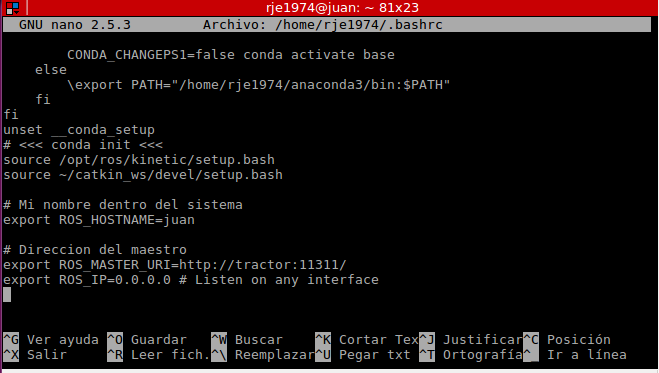 rje1974@juan: ~ 81x23
GNU nano 2.5.3 Archivo: /home/rje1974/.bashrc
CONDA_CHANGEPS1=false conda activate base
else
\export PATH="/home/rje1974/anaconda3/bin:$PATH"
fi
fi
unset __conda_setup
# <<< conda init <<<
source /opt/ros/kinetic/setup.bash
source ~/catkin_ws/devel/setup.bash
# Mi nombre dentro del sistema
export ROS_HOSTNAME=juan
# Direccion del maestro
export ROS_MASTER_URI=http://tractor:11311/
export ROS_IP=0.0.0.0 # Listen on any interface
^G Ver ayuda ^O Guardar ^W Buscar ^K Cortar Tex^J Justificar^C Posición
^X Salir ^R Leer fich.^\ Reemplazar^U Pegar txt ^T Ortografía^_ Ir a línea